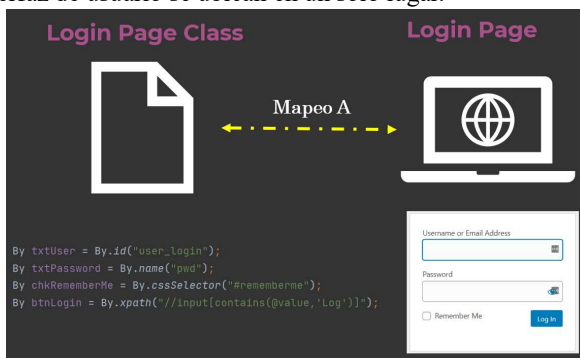 Login Page Class
Login Page
Mapeo A
By txtUser = By.id("user_login");
By txtPassword = By.name("pwd");
By chkRememberMe = By.cssSelector("#rememberme");
By btnLogin = By.xpath("//input[contains(@value,'Log')]");
Username or Email Address
Password
Remember Me
Log In